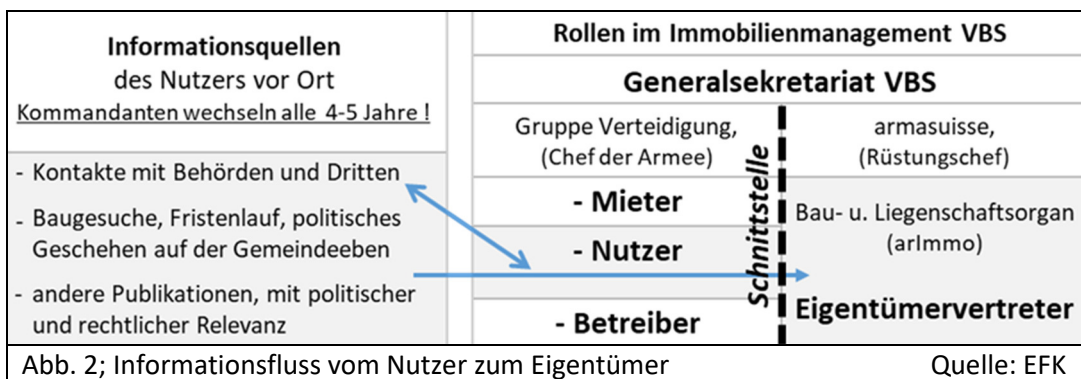 Informationsquellen
des Nutzers vor Ort
Kommandanten wechseln alle 4-5 Jahre !
- Kontakte mit Behörden und Dritten
- Baugesuche, Fristenlauf, politisches
Geschehen auf der Gemeindeeben
- andere Publikationen, mit politischer
und rechtlicher Relevanz
Rollen im Immobilienmanagement VBS
Generalsekretariat VBS
Gruppe Verteidigung,
(Chef der Armee)
- Mieter
- Nutzer
- Betreiber
Schnittstelle
armasuisse,
(Rüstungschef)
Bau- u. Liegenschaftsorgan
(arImmo)
Eigentümervertreter
Abb. 2; Informationsfluss vom Nutzer zum Eigentümer Quelle: EFK